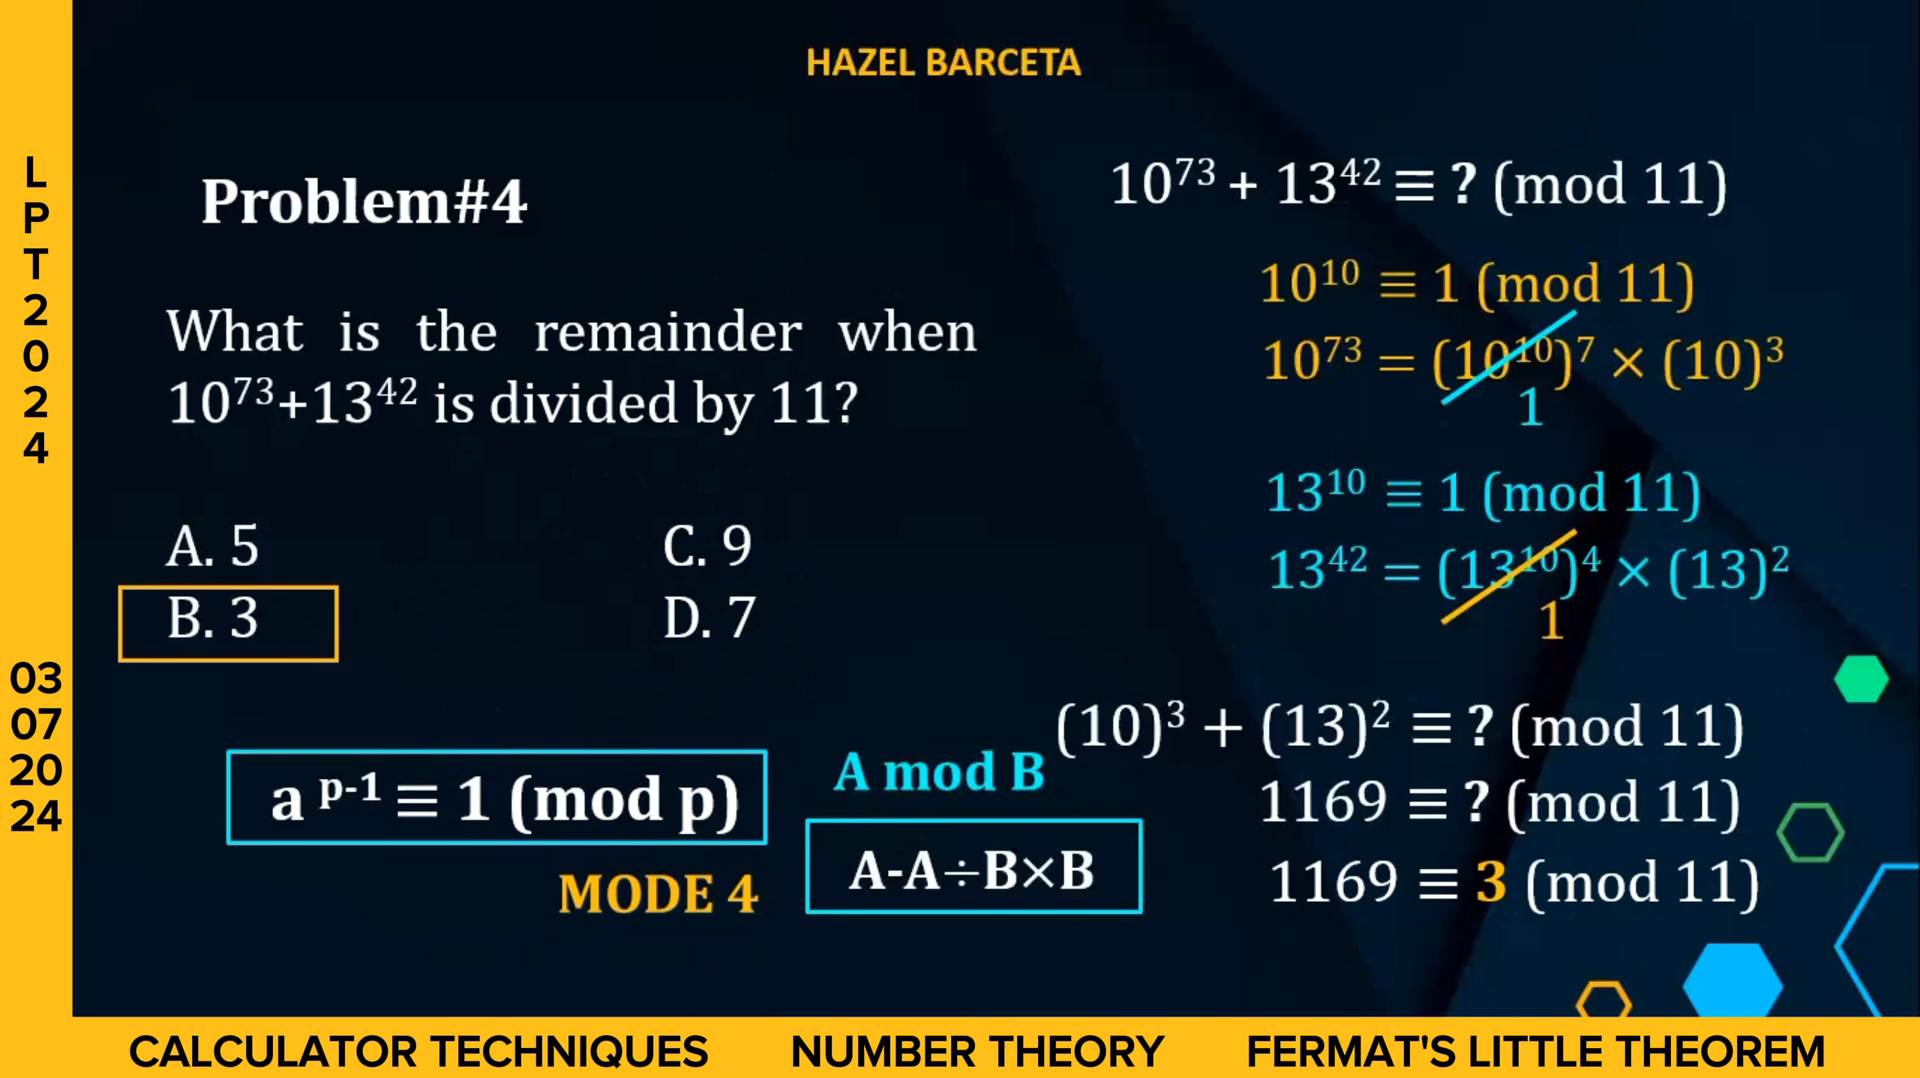 HAZEL BARCETA
L
P
T
2
0
2
4
03
07
20
24
Problem#4
What is the remainder when
10⁷³+13⁴² is divided by 11?
A. 5
B. 3
C. 9
D. 7
a ᵖ⁻¹ ≡ 1 (mod p)
MODE 4
A mod B
A-A÷B×B
10⁷³ + 13⁴² ≡ ? (mod 11)
10¹⁰ ≡ 1 (mod 11)
10⁷³ = (10¹⁰)⁷ × (10)³
1
13¹⁰ ≡ 1 (mod 11)
13⁴² = (13¹⁰)⁴ × (13)²
1
(10)³ + (13)² ≡ ? (mod 11)
1169 ≡ ? (mod 11)
1169 ≡ 3 (mod 11)
CALCULATOR TECHNIQUES NUMBER THEORY FERMAT'S LITTLE THEOREM